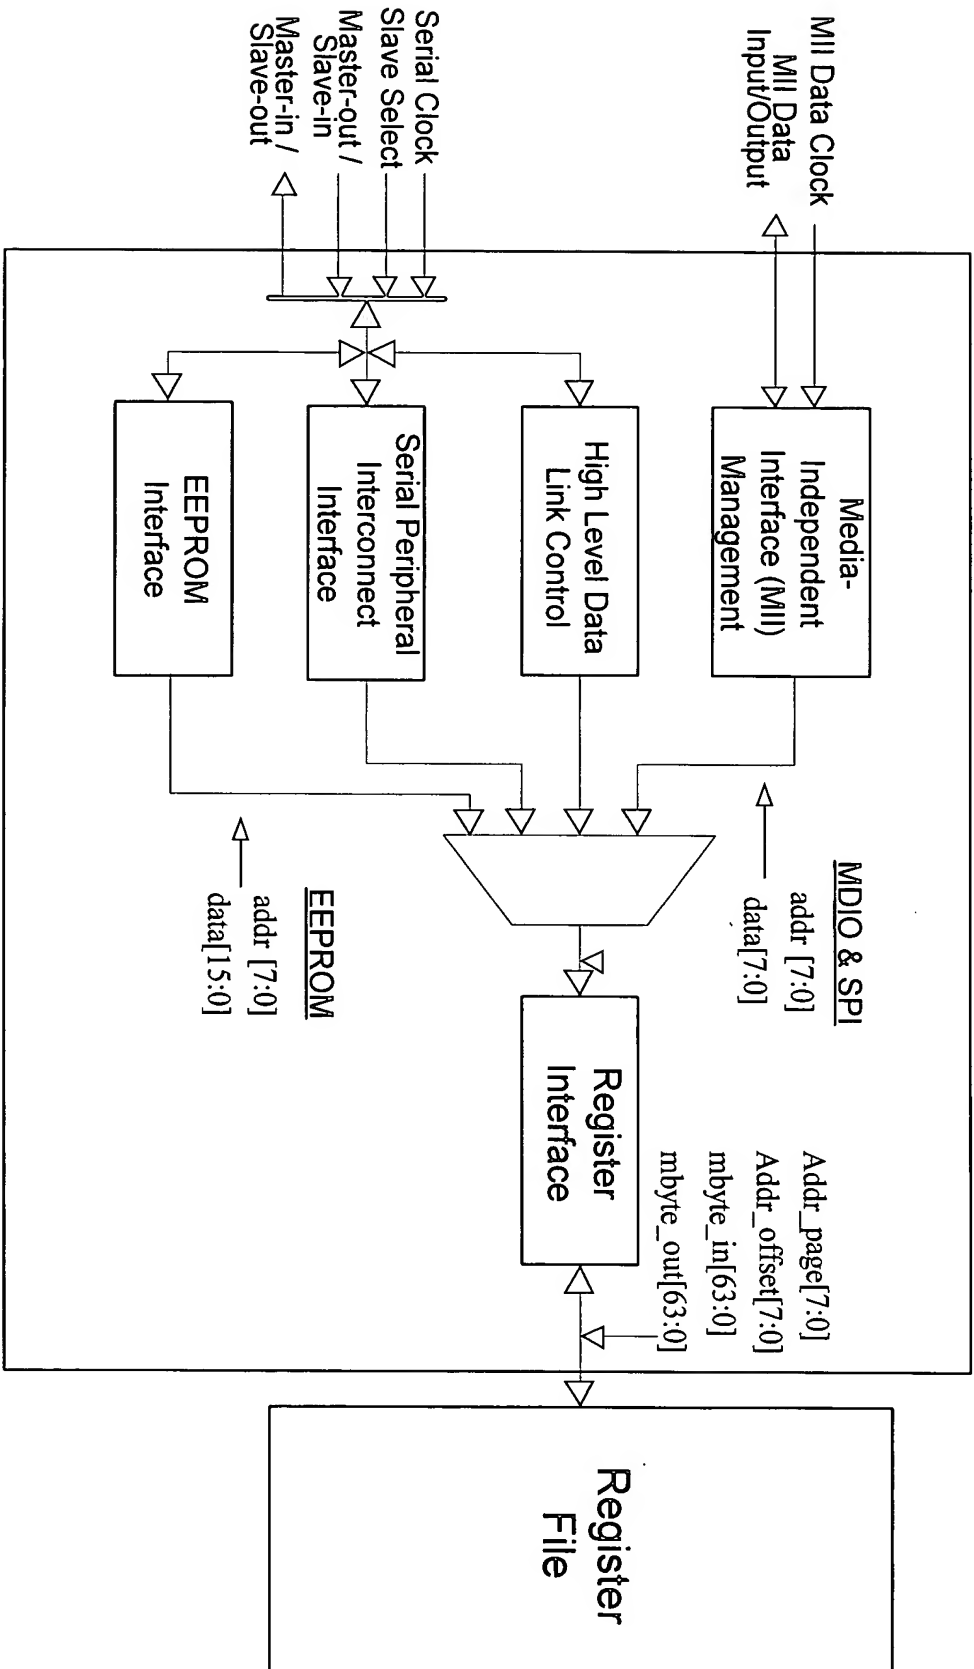 MII Data Clock
MII Data
Input/Output
Serial Clock
Slave Select
Master-out /
Slave-in
Master-in /
Slave-out
Media-
Independent
Interface (MII)
Management
High Level Data
Link Control
Serial Peripheral
Interconnect
Interface
EEPROM
Interface
MDIO & SPI
addr [7:0]
data[7:0]
EEPROM
addr [7:0]
data[15:0]
Register
Interface
Addr_page[7:0]
Addr_offset[7:0]
mbyte_in[63:0]
mbyte_out[63:0]
Register
File